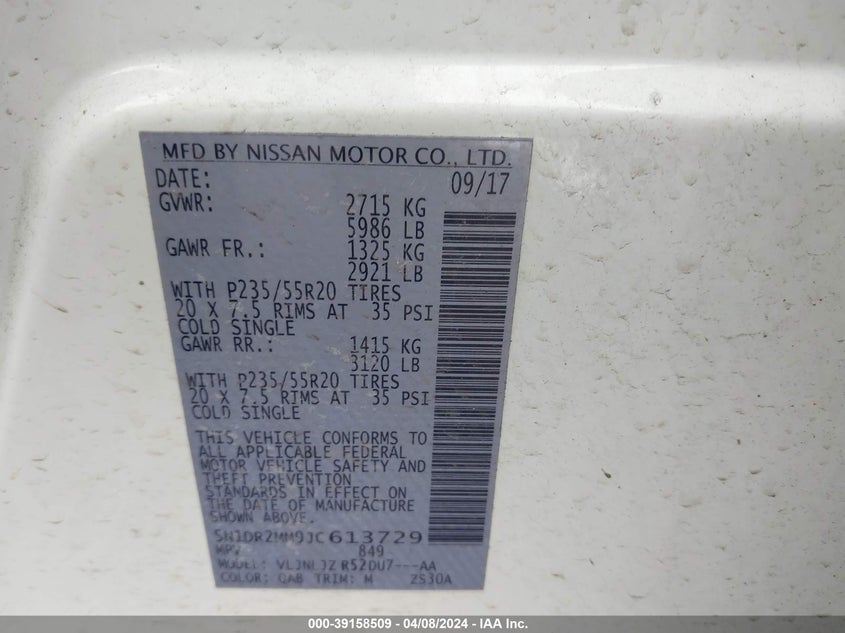 MFD BY NISSAN MOTOR CO., LTD.
DATE: 09/17
GVWR: 2715 KG
5986 LB
GAWR FR.: 1325 KG
2921 LB
WITH P235/55R20 TIRES
20 X 7.5 RIMS AT 35 PSI
COLD SINGLE
GAWR RR.: 1415 KG
3120 LB
WITH P235/55R20 TIRES
20 X 7.5 RIMS AT 35 PSI
COLD SINGLE
THIS VEHICLE CONFORMS TO
ALL APPLICABLE FEDERAL
MOTOR VEHICLE SAFETY AND
THEFT PREVENTION
STANDARDS IN EFFECT ON
THE DATE OF MANUFACTURE
SHOWN ABOVE.
5N1DR2MM9JC613729
MPV 849
MODEL: VLJNLJZ R52DU7---AA
COLOR: QAB TRIM: M ZS30A
000-39158509 - 04/08/2024 - IAA Inc.